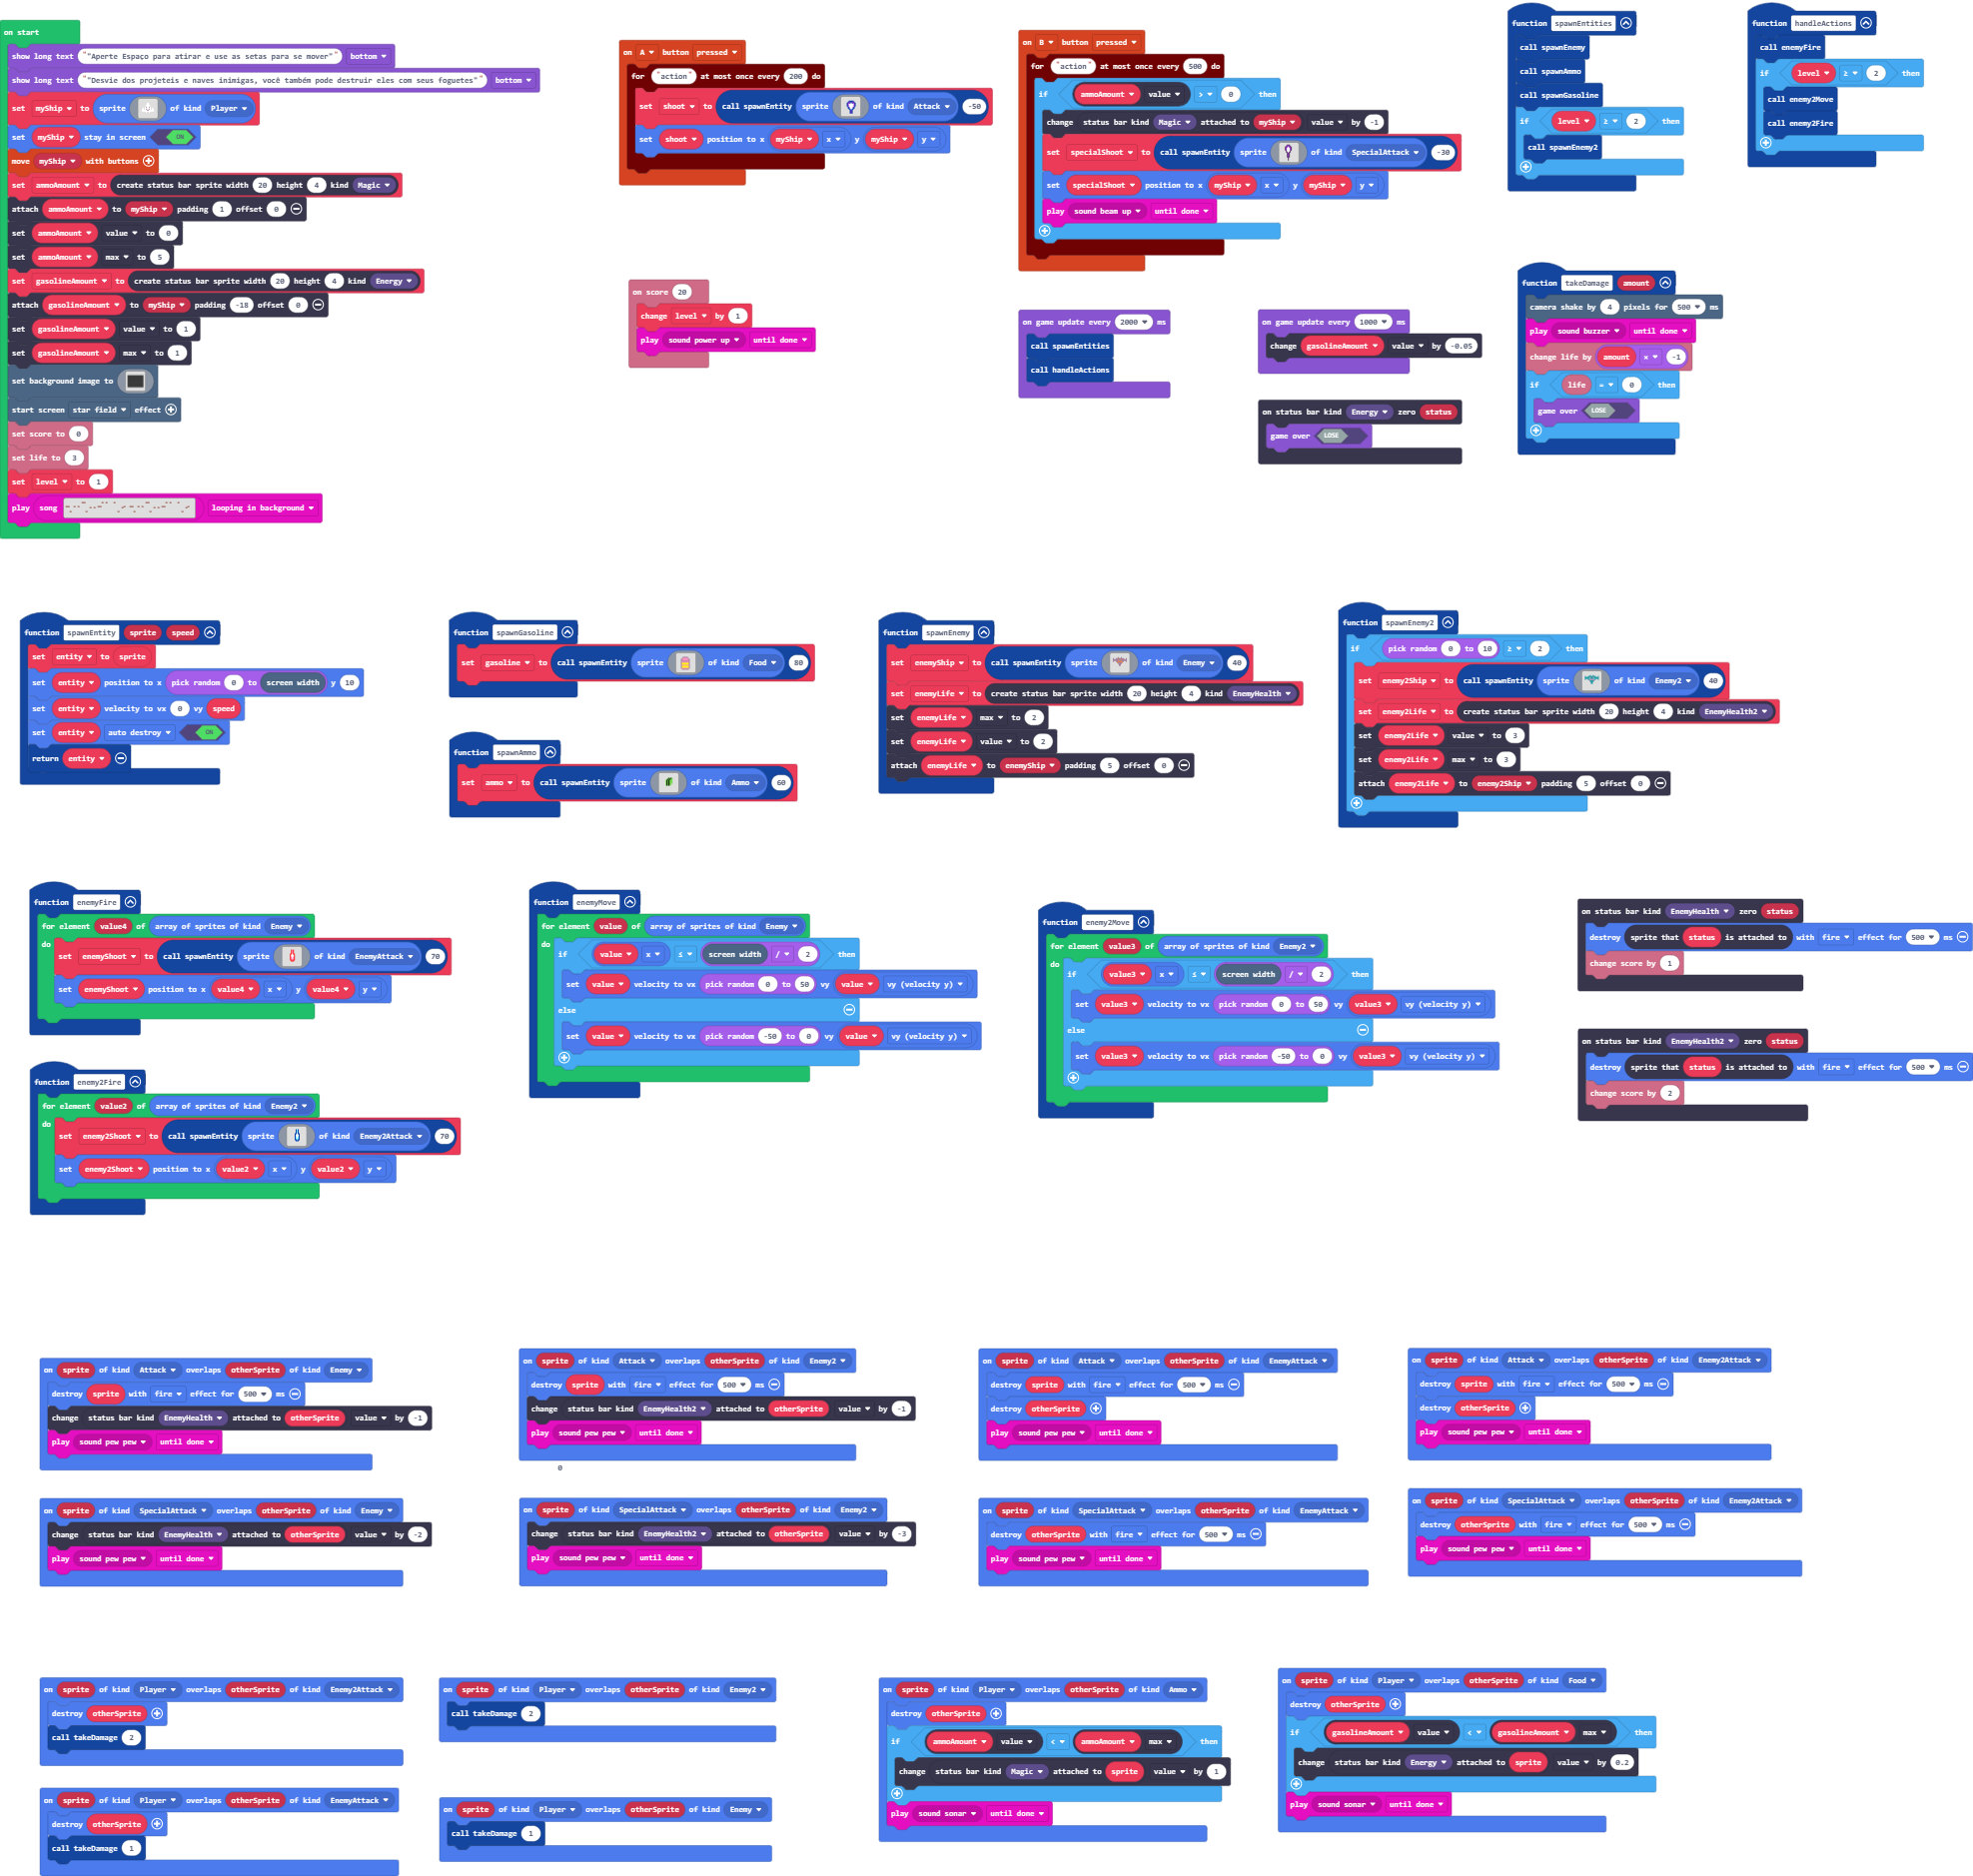 on start
show long text ""Aperte Espaço para atirar e use as setas para se mover"" bottom
show long text ""Desvie dos projeteis e naves inimigas, você também pode destruir eles com seus foguetes"" bottom
set myShip to sprite of kind Player
set myShip stay in screen ON
move myShip with buttons
set ammoAmount to create status bar sprite width 20 height 4 kind Magic
attach ammoAmount to myShip padding 1 offset 0
set ammoAmount value to 0
set ammoAmount max to 5
set gasolineAmount to create status bar sprite width 20 height 4 kind Energy
attach gasolineAmount to myShip padding -18 offset 0
set gasolineAmount value to 1
set gasolineAmount max to 1
set background image to
start screen star field effect
set score to 0
set life to 3
set level to 1
play song looping in background
on A button pressed
for "action" at most once every 200 do
set shoot to call spawnEntity sprite of kind Attack -50
set shoot position to x myShip x y myShip y
on score 20
change level by 1
play sound power up until done
on B button pressed
for "action" at most once every 500 do
if ammoAmount value > 0 then
change status bar kind Magic attached to myShip value by -1
set specialShoot to call spawnEntity sprite of kind SpecialAttack -30
set specialShoot position to x myShip x y myShip y
play sound beam up until done
on game update every 2000 ms
call spawnEntities
call handleActions
on game update every 1000 ms
change gasolineAmount value by -0.05
on status bar kind Energy zero status
game over LOSE
function spawnEntities
call spawnEnemy
call spawnAmmo
call spawnGasoline
if level ≥ 2 then
call spawnEnemy2
function handleActions
call enemyFire
if level ≥ 2 then
call enemy2Move
call enemy2Fire
function takeDamage amount
camera shake by 4 pixels for 500 ms
play sound buzzer until done
change life by amount × -1
if life = 0 then
game over LOSE
function spawnEntity sprite speed
set entity to sprite
set entity position to x pick random 0 to screen width y 10
set entity velocity to vx 0 vy speed
set entity auto destroy ON
return entity
function spawnGasoline
set gasoline to call spawnEntity sprite of kind Food 80
function spawnAmmo
set ammo to call spawnEntity sprite of kind Ammo 60
function spawnEnemy
set enemyShip to call spawnEntity sprite of kind Enemy 40
set enemyLife to create status bar sprite width 20 height 4 kind EnemyHealth
set enemyLife max to 2
set enemyLife value to 2
attach enemyLife to enemyShip padding 5 offset 0
function spawnEnemy2
if pick random 0 to 10 ≥ 2 then
set enemy2Ship to call spawnEntity sprite of kind Enemy2 40
set enemy2Life to create status bar sprite width 20 height 4 kind EnemyHealth2
set enemy2Life value to 3
set enemy2Life max to 3
attach enemy2Life to enemy2Ship padding 5 offset 0
function enemyFire
for element value4 of array of sprites of kind Enemy
do
set enemyShoot to call spawnEntity sprite of kind EnemyAttack 70
set enemyShoot position to x value4 x y value4 y
function enemy2Fire
for element value2 of array of sprites of kind Enemy2
do
set enemy2Shoot to call spawnEntity sprite of kind Enemy2Attack 70
set enemy2Shoot position to x value2 x y value2 y
function enemyMove
for element value of array of sprites of kind Enemy
do
if value x ≤ screen width / 2 then
set value velocity to vx pick random 0 to 50 vy value vy (velocity y)
else
set value velocity to vx pick random -50 to 0 vy value vy (velocity y)
function enemy2Move
for element value3 of array of sprites of kind Enemy2
do
if value3 x ≤ screen width / 2 then
set value3 velocity to vx pick random 0 to 50 vy value3 vy (velocity y)
else
set value3 velocity to vx pick random -50 to 0 vy value3 vy (velocity y)
on status bar kind EnemyHealth zero status
destroy sprite that status is attached to with fire effect for 500 ms
change score by 1
on status bar kind EnemyHealth2 zero status
destroy sprite that status is attached to with fire effect for 500 ms
change score by 2
on sprite of kind Attack overlaps otherSprite of kind Enemy
destroy sprite with fire effect for 500 ms
change status bar kind EnemyHealth attached to otherSprite value by -1
play sound pew pew until done
on sprite of kind Attack overlaps otherSprite of kind Enemy2
destroy sprite with fire effect for 500 ms
change status bar kind EnemyHealth2 attached to otherSprite value by -1
play sound pew pew until done
on sprite of kind Attack overlaps otherSprite of kind EnemyAttack
destroy sprite with fire effect for 500 ms
destroy otherSprite
play sound pew pew until done
on sprite of kind Attack overlaps otherSprite of kind Enemy2Attack
destroy sprite with fire effect for 500 ms
destroy otherSprite
play sound pew pew until done
on sprite of kind SpecialAttack overlaps otherSprite of kind Enemy
change status bar kind EnemyHealth attached to otherSprite value by -2
play sound pew pew until done
on sprite of kind SpecialAttack overlaps otherSprite of kind Enemy2
change status bar kind EnemyHealth2 attached to otherSprite value by -3
play sound pew pew until done
on sprite of kind SpecialAttack overlaps otherSprite of kind EnemyAttack
destroy otherSprite with fire effect for 500 ms
play sound pew pew until done
on sprite of kind SpecialAttack overlaps otherSprite of kind Enemy2Attack
destroy otherSprite with fire effect for 500 ms
play sound pew pew until done
on sprite of kind Player overlaps otherSprite of kind Enemy2Attack
destroy otherSprite
call takeDamage 2
on sprite of kind Player overlaps otherSprite of kind EnemyAttack
destroy otherSprite
call takeDamage 1
on sprite of kind Player overlaps otherSprite of kind Enemy2
call takeDamage 2
on sprite of kind Player overlaps otherSprite of kind Enemy
call takeDamage 1
on sprite of kind Player overlaps otherSprite of kind Ammo
destroy otherSprite
if ammoAmount value < ammoAmount max then
change status bar kind Magic attached to sprite value by 1
play sound sonar until done
on sprite of kind Player overlaps otherSprite of kind Food
destroy otherSprite
if gasolineAmount value < gasolineAmount max then
change status bar kind Energy attached to sprite value by 0.2
play sound sonar until done